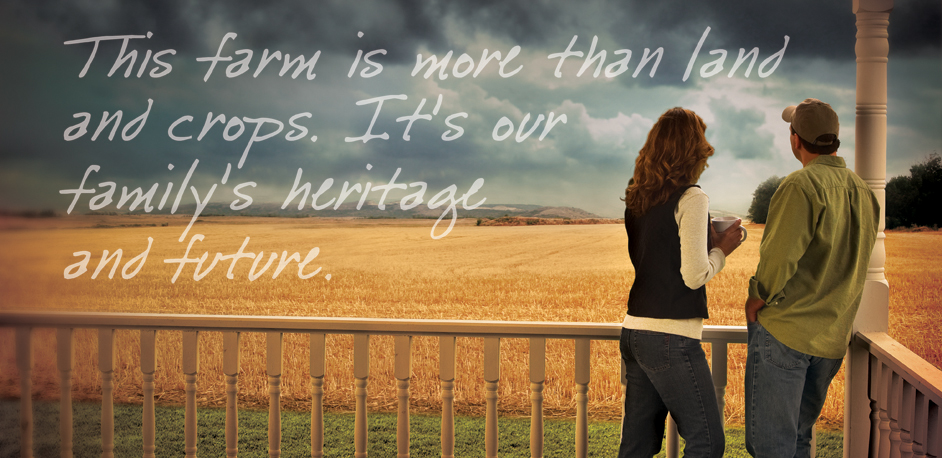 This farm is more than land
and crops. It's our
family's heritage
and future.